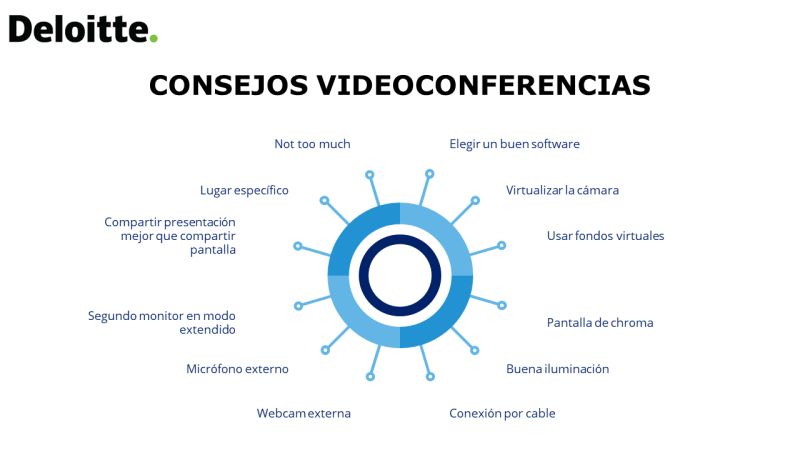 Deloitte.
CONSEJOS VIDEOCONFERENCIAS
Not too much
Elegir un buen software
Lugar específico
Virtualizar la cámara
Compartir presentación
mejor que compartir
pantalla
Usar fondos virtuales
Segundo monitor en modo
extendido
Pantalla de chroma
Micrófono externo
Buena iluminación
Webcam externa
Conexión por cable